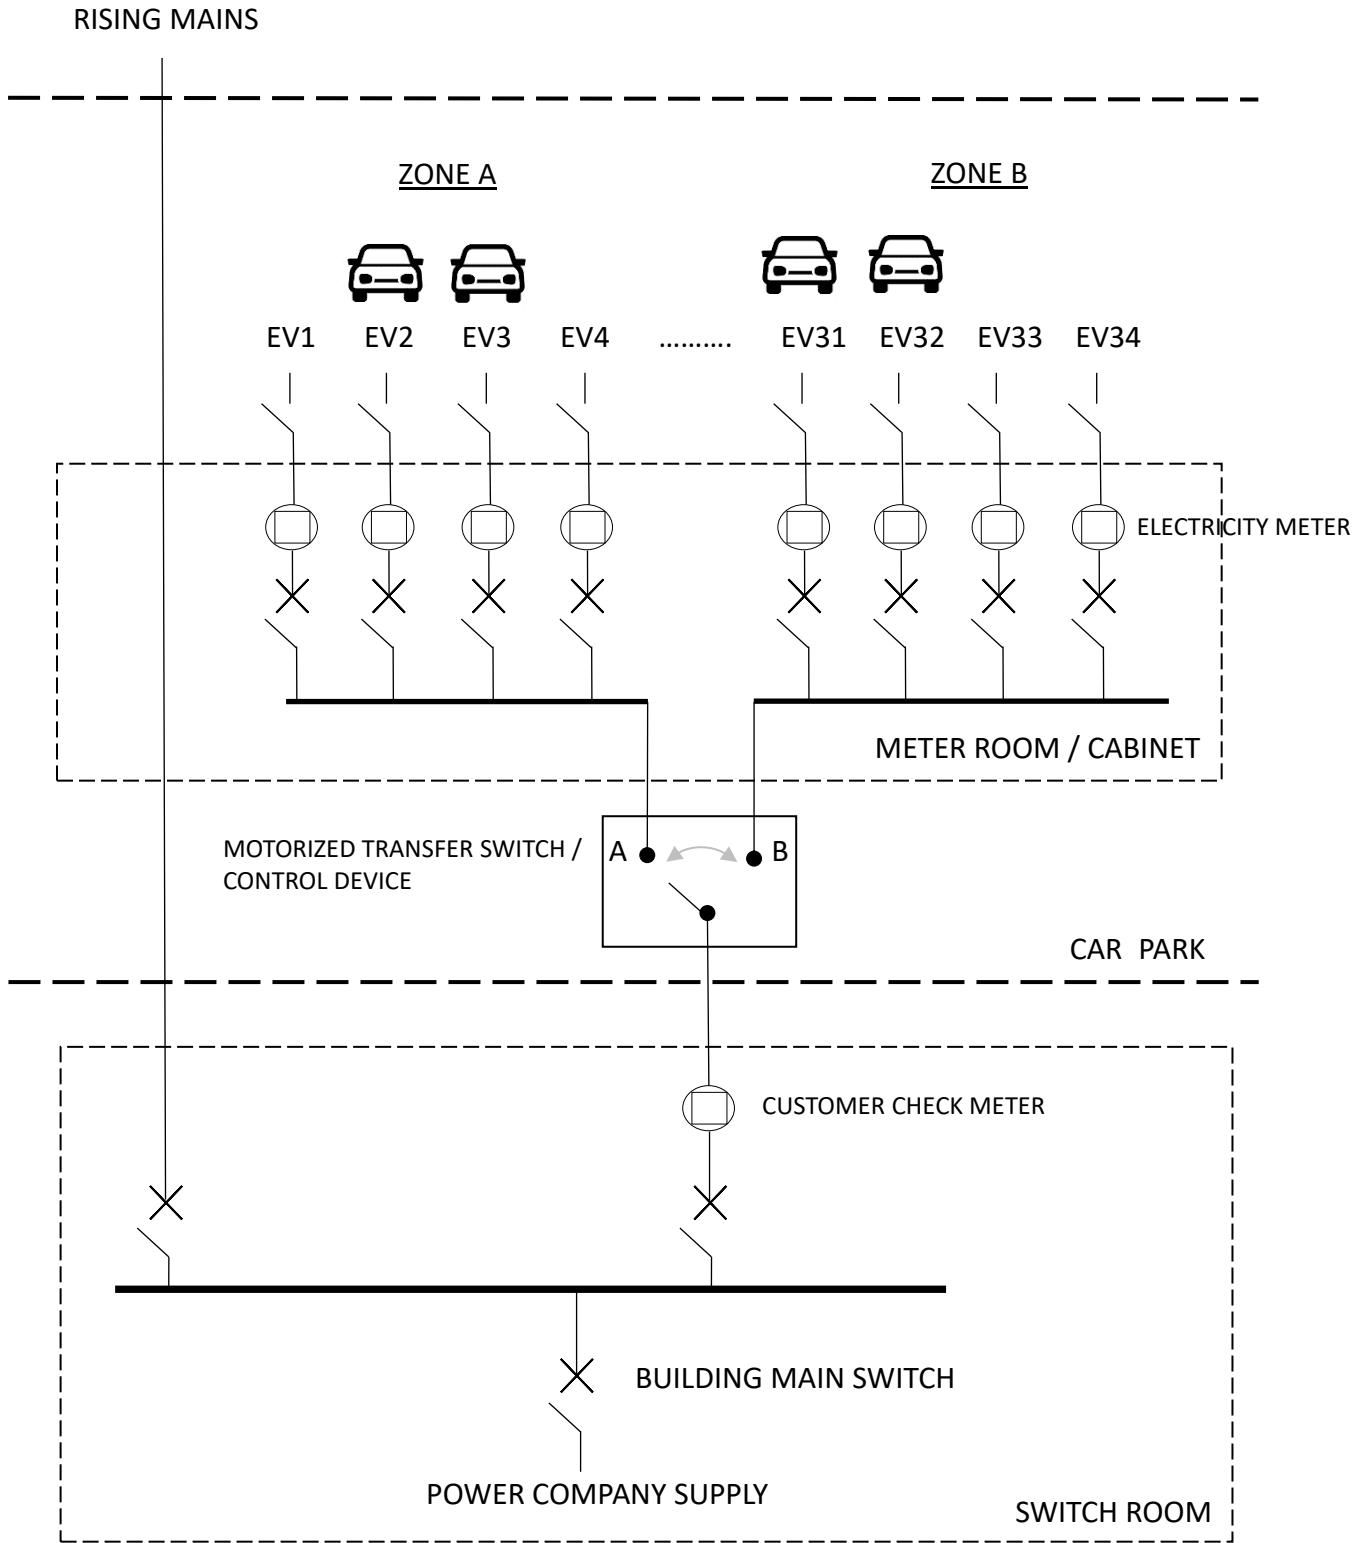 RISING MAINS
ZONE A
ZONE B
EV1
EV2
EV3
EV4
..........
EV31
EV32
EV33
EV34
ELECTRICITY METER
METER ROOM / CABINET
MOTORIZED TRANSFER SWITCH /
CONTROL DEVICE
A
B
CAR PARK
CUSTOMER CHECK METER
BUILDING MAIN SWITCH
POWER COMPANY SUPPLY
SWITCH ROOM